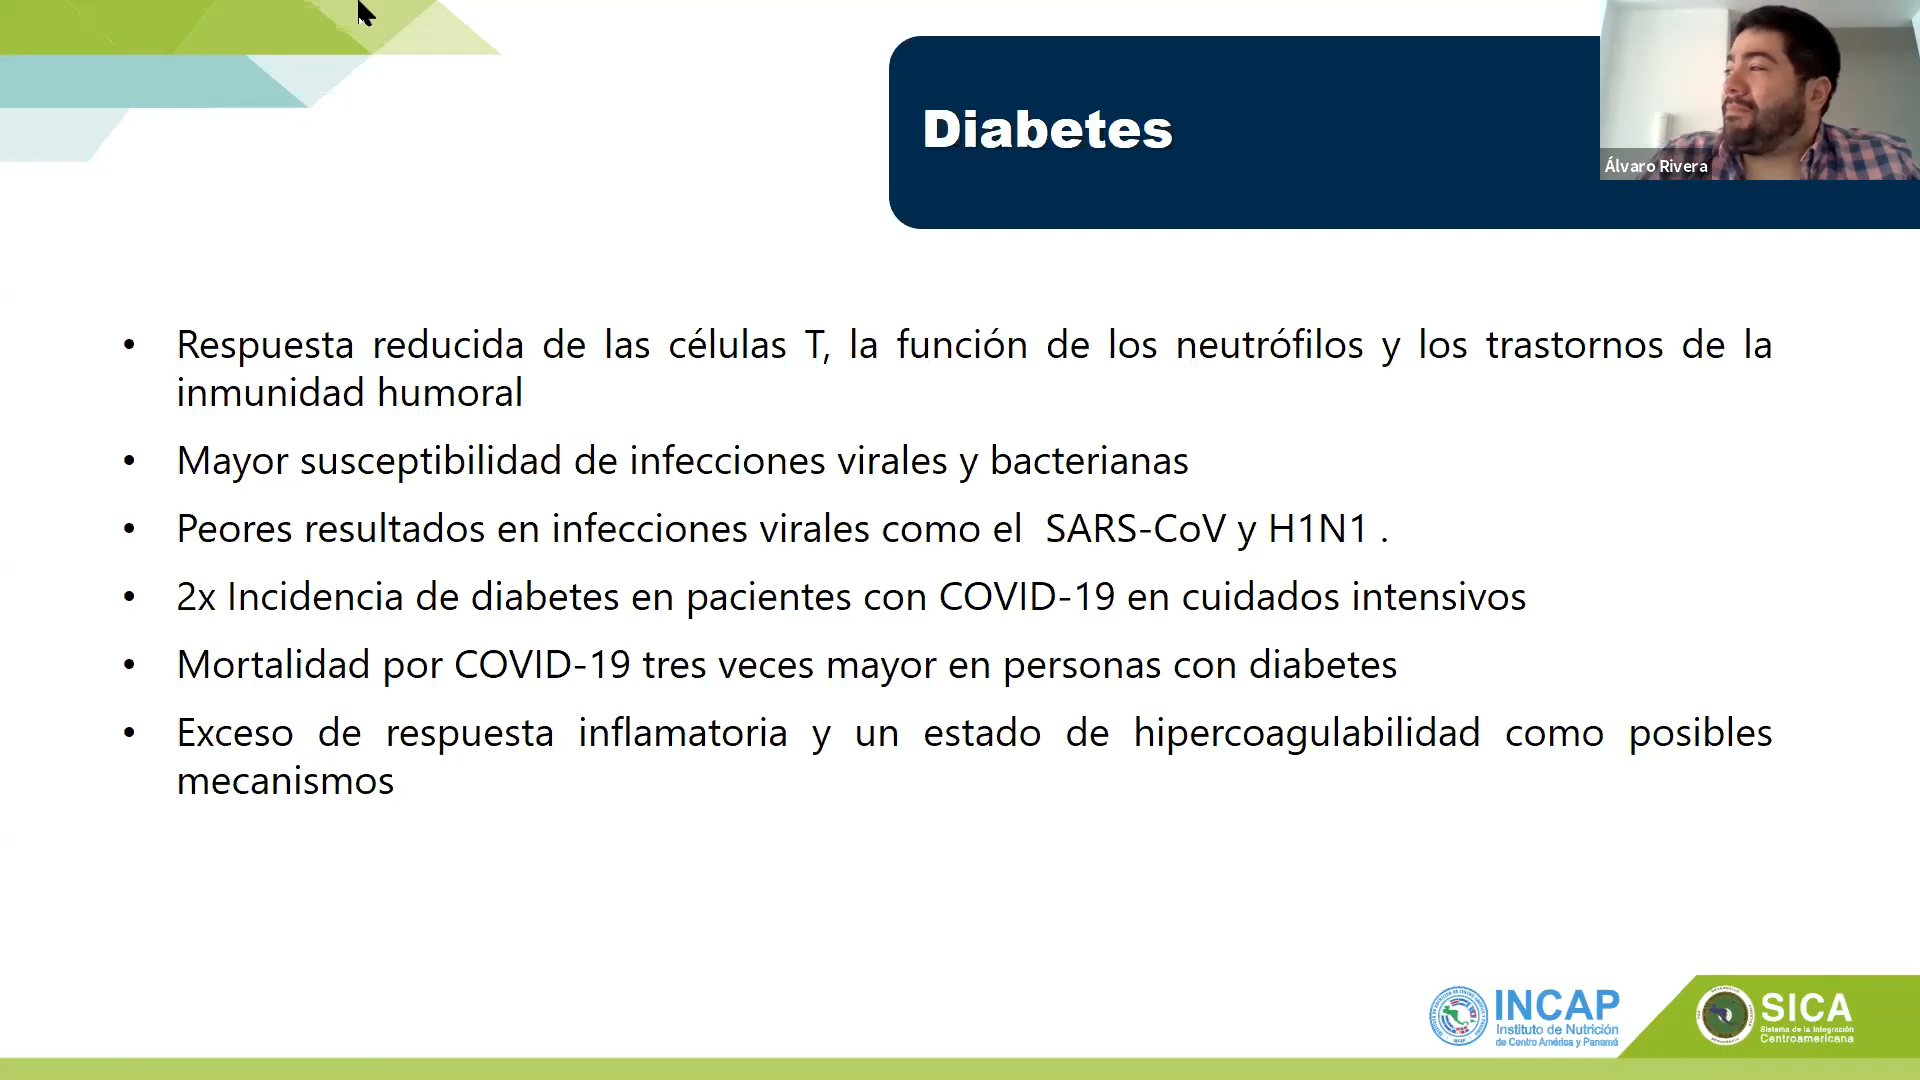 Diabetes
Álvaro Rivera
• Respuesta reducida de las células T, la función de los neutrófilos y los trastornos de la
inmunidad humoral
• Mayor susceptibilidad de infecciones virales y bacterianas
• Peores resultados en infecciones virales como el  SARS-CoV y H1N1 .
• 2x Incidencia de diabetes en pacientes con COVID-19 en cuidados intensivos
• Mortalidad por COVID-19 tres veces mayor en personas con diabetes
• Exceso de respuesta inflamatoria y un estado de hipercoagulabilidad como posibles
mecanismos
INCAP
Instituto de Nutrición
de Centro América y Panamá
SICA
Sistema de la Integración
Centroamericana